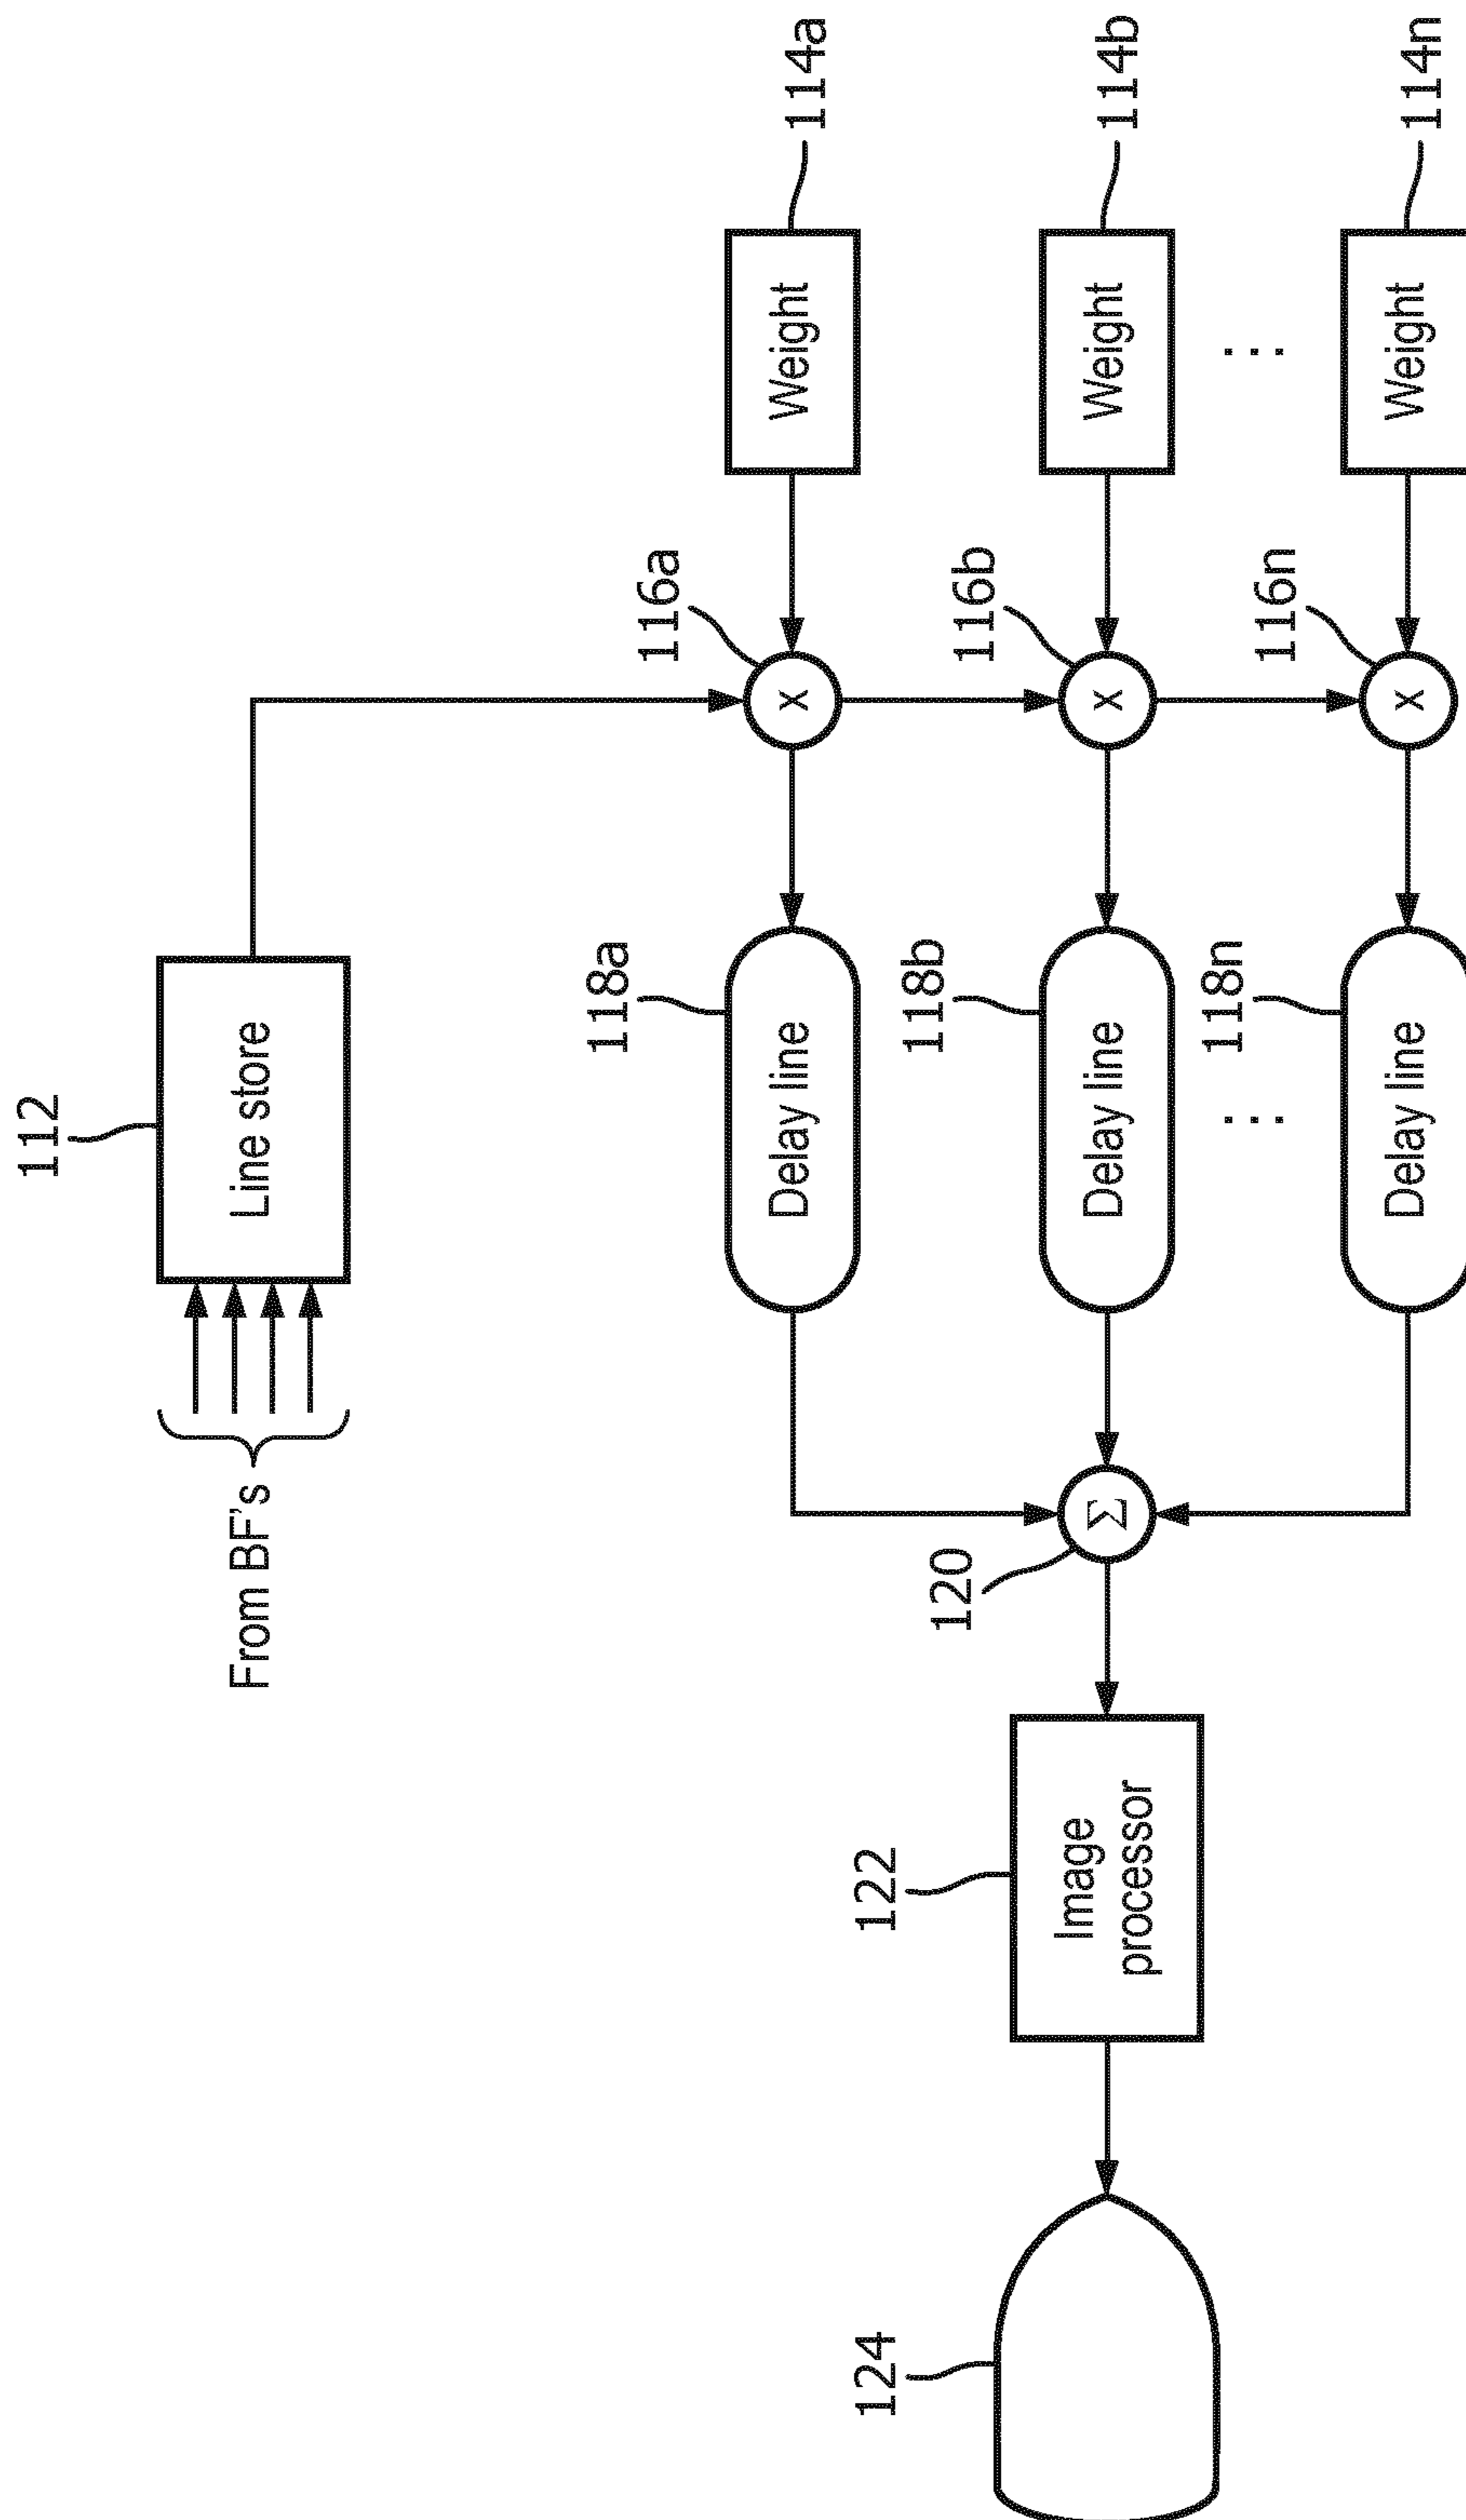 112
From BF's
Line store
118a
116a
Delay line
x
Weight
114a
124
122
120
118b
116b
Image
processor
Σ
Delay line
x
Weight
114b
...
...
118n
116n
Delay line
x
Weight
114n